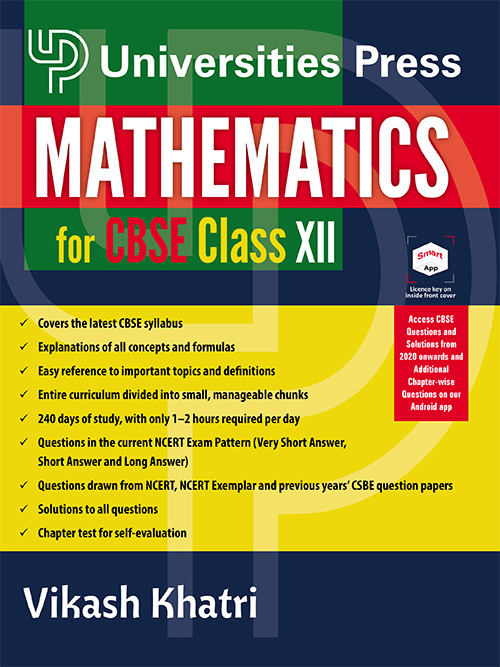 Universities Press
MATHEMATICS
for CBSE Class XII
Smart
App
Licence key on
inside front cover
Access CBSE
Questions and
Solutions from
2020 onwards and
Additional
Chapter-wise
Questions on our
Android app
✓ Covers the latest CBSE syllabus
✓ Explanations of all concepts and formulas
✓ Easy reference to important topics and definitions
✓ Entire curriculum divided into small, manageable chunks
✓ 240 days of study, with only 1–2 hours required per day
✓ Questions in the current NCERT Exam Pattern (Very Short Answer,
Short Answer and Long Answer)
✓ Questions drawn from NCERT, NCERT Exemplar and previous years’ CSBE question papers
✓ Solutions to all questions
✓ Chapter test for self-evaluation
Vikash Khatri